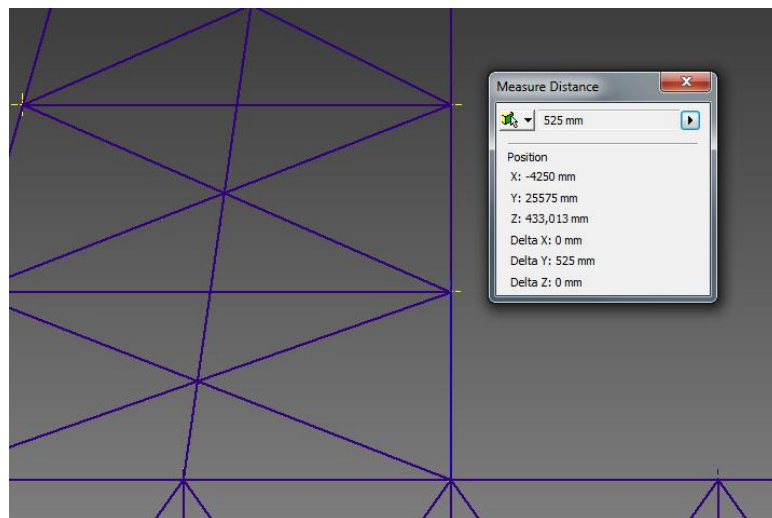 Measure Distance
525 mm
Position
X: -4250 mm
Y: 25575 mm
Z: 433,013 mm
Delta X: 0 mm
Delta Y: 525 mm
Delta Z: 0 mm